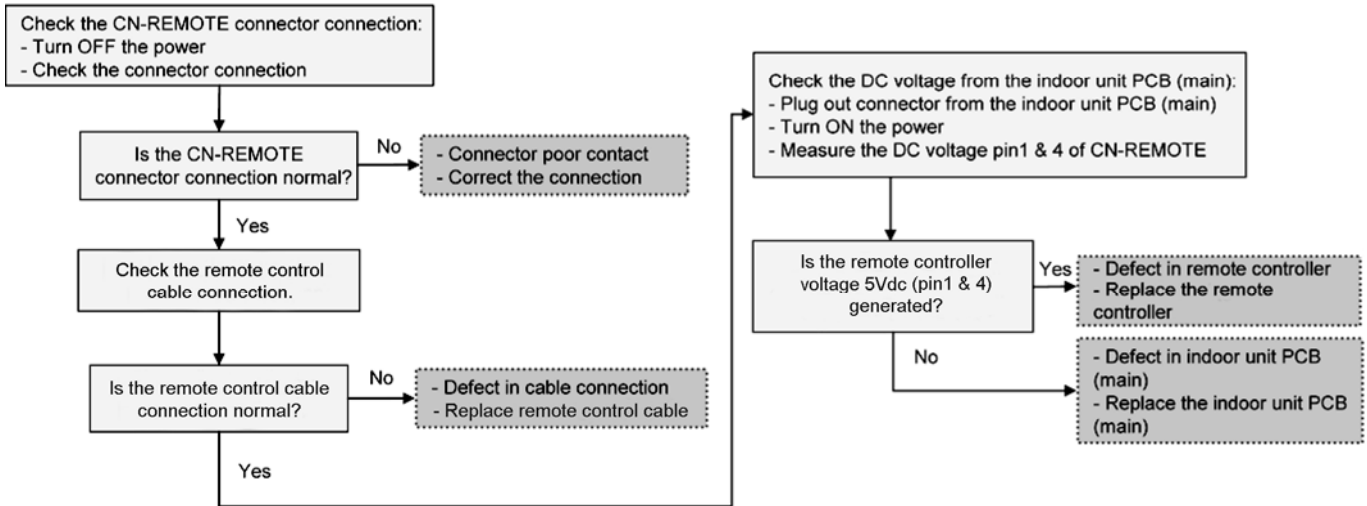 Check the CN-REMOTE connector connection:
- Turn OFF the power
- Check the connector connection
Is the CN-REMOTE
connector connection normal?
No
- Connector poor contact
- Correct the connection
Yes
Check the remote control
cable connection.
Is the remote control cable
connection normal?
No
- Defect in cable connection
- Replace remote control cable
Yes
Check the DC voltage from the indoor unit PCB (main):
- Plug out connector from the indoor unit PCB (main)
- Turn ON the power
- Measure the DC voltage pin1 & 4 of CN-REMOTE
Is the remote controller
voltage 5Vdc (pin1 & 4)
generated?
Yes
- Defect in remote controller
- Replace the remote
controller
No
- Defect in indoor unit PCB
(main)
- Replace the indoor unit PCB
(main)